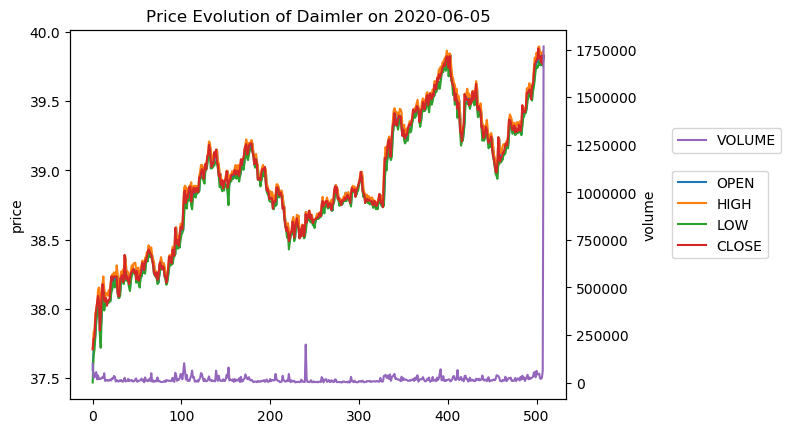 Price Evolution of Daimler on 2020-06-05
price
40.0
39.5
39.0
38.5
38.0
37.5
0
100
200
300
400
500
1750000
1500000
1250000
1000000
750000
500000
250000
0
volume
VOLUME
OPEN
HIGH
LOW
CLOSE